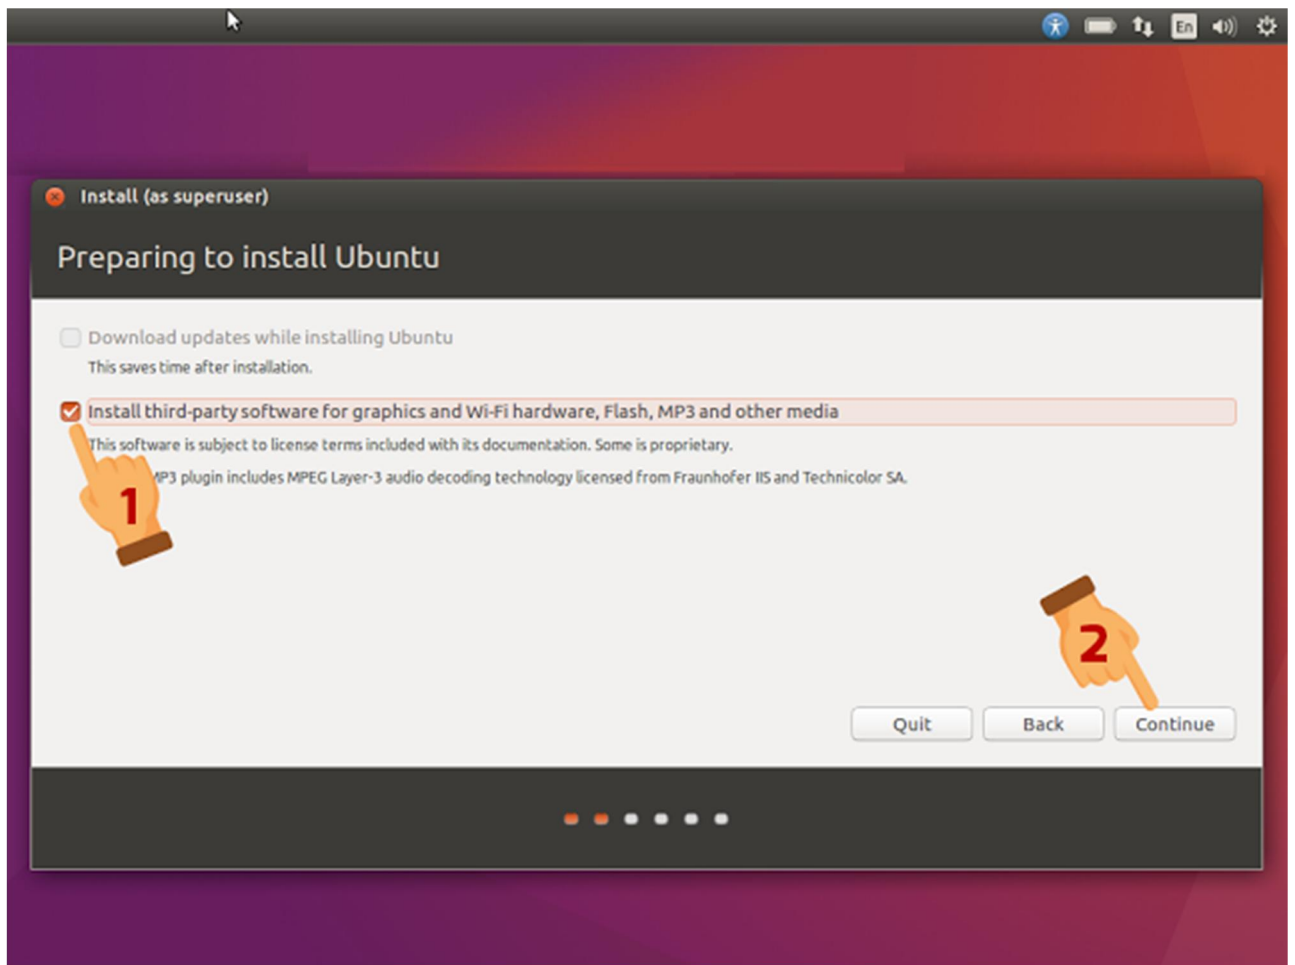 En
Install (as superuser)
Preparing to install Ubuntu
Download updates while installing Ubuntu
This saves time after installation.
Install third-party software for graphics and Wi-Fi hardware, Flash, MP3 and other media
This software is subject to license terms included with its documentation. Some is proprietary.
MP3 plugin includes MPEG Layer-3 audio decoding technology licensed from Fraunhofer IIS and Technicolor SA.
1
2
Quit Back Continue